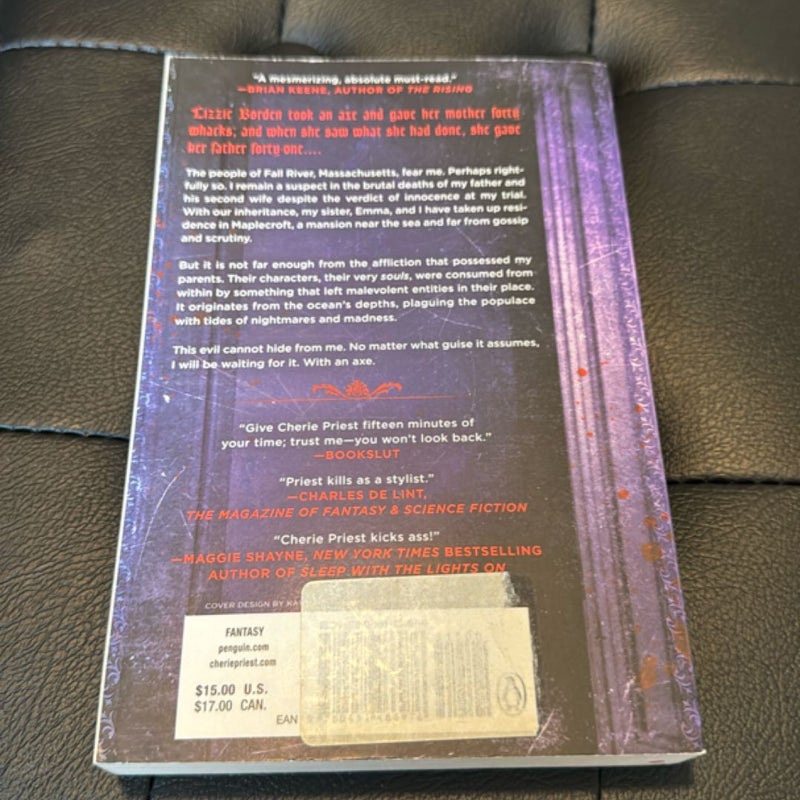 "A mesmerizing, absolute must-read."
—BRIAN KEENE, AUTHOR OF THE RISING
Lizzie Borden took an axe and gave her mother forty
whacks; and when she saw what she had done, she gave
her father forty-one....
The people of Fall River, Massachusetts, fear me. Perhaps right-
fully so. I remain a suspect in the brutal deaths of my father and
his second wife despite the verdict of innocence at my trial.
With our inheritance, my sister, Emma, and I have taken up resi-
dence in Maplecroft, a mansion near the sea and far from gossip
and scrutiny.
But it is not far enough from the affliction that possessed my
parents. Their characters, their very souls, were consumed from
within by something that left malevolent entities in their place.
It originates from the ocean's depths, plaguing the populace
with tides of nightmares and madness.
This evil cannot hide from me. No matter what guise it assumes,
I will be waiting for it. With an axe.
"Give Cherie Priest fifteen minutes of
your time; trust me—you won't look back."
—BOOKSLUT
"Priest kills as a stylist."
—CHARLES DE LINT,
THE MAGAZINE OF FANTASY & SCIENCE FICTION
"Cherie Priest kicks ass!"
—MAGGIE SHAYNE, NEW YORK TIMES BESTSELLING
AUTHOR OF SLEEP WITH THE LIGHTS ON
COVER DESIGN BY
FANTASY
penguin.com
cheriepriest.com
$15.00 U.S.
$17.00 CAN.
EAN